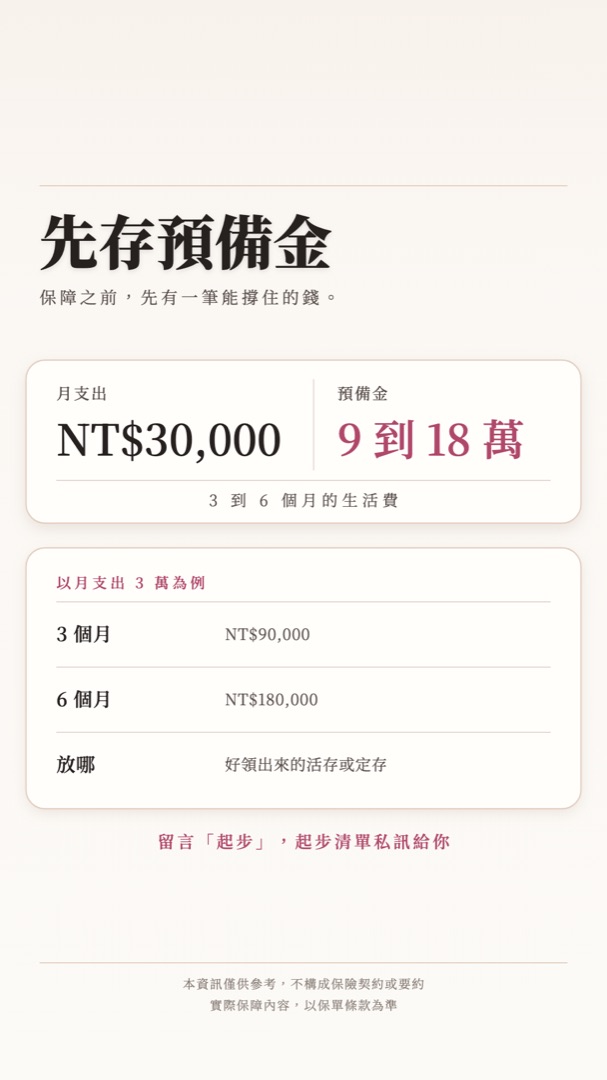 先存預備金
保障之前，先有一筆能撐住的錢。
月支出
預備金
NT$30,000
9 到 18 萬
3 到 6 個月的生活費
以月支出 3 萬為例
3 個月
NT$90,000
6 個月
NT$180,000
放哪
好領出來的活存或定存
留言「起步」，起步清單私訊給你
本資訊僅供參考，不構成保險契約或要約
實際保障內容，以保單條款為準